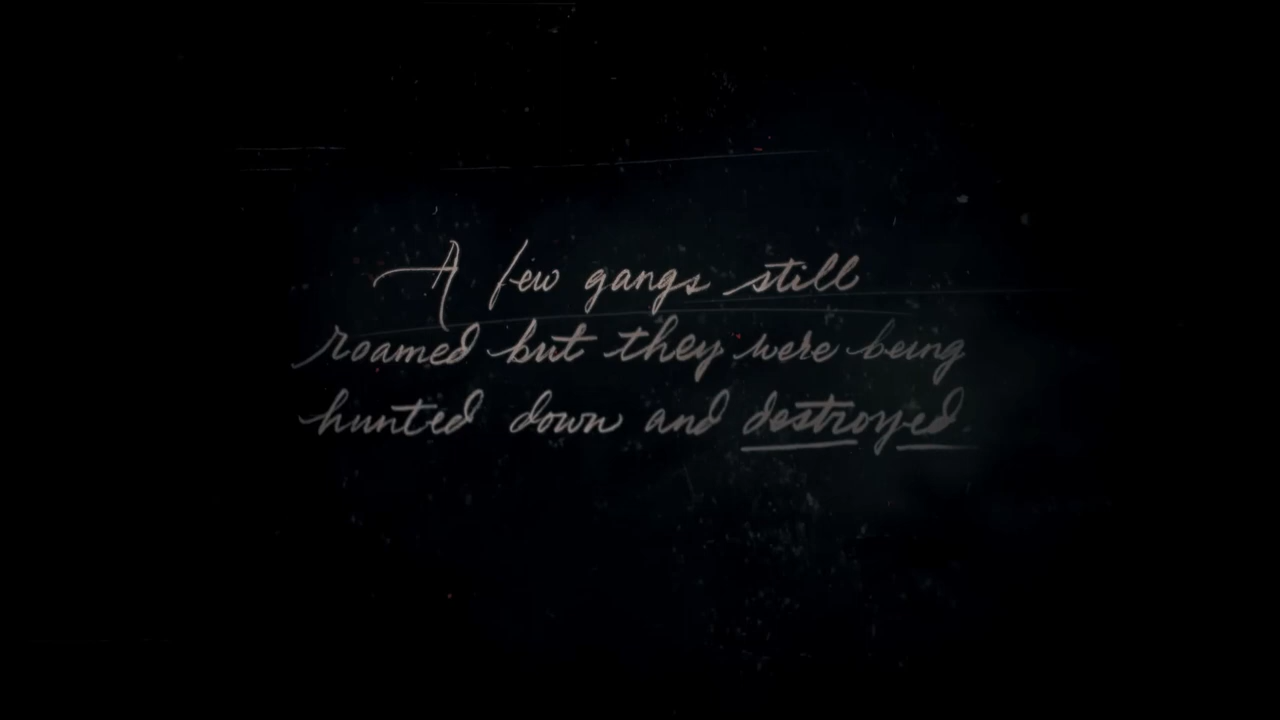 A few gangs still
roamed but they were being
hunted down and destroyed.